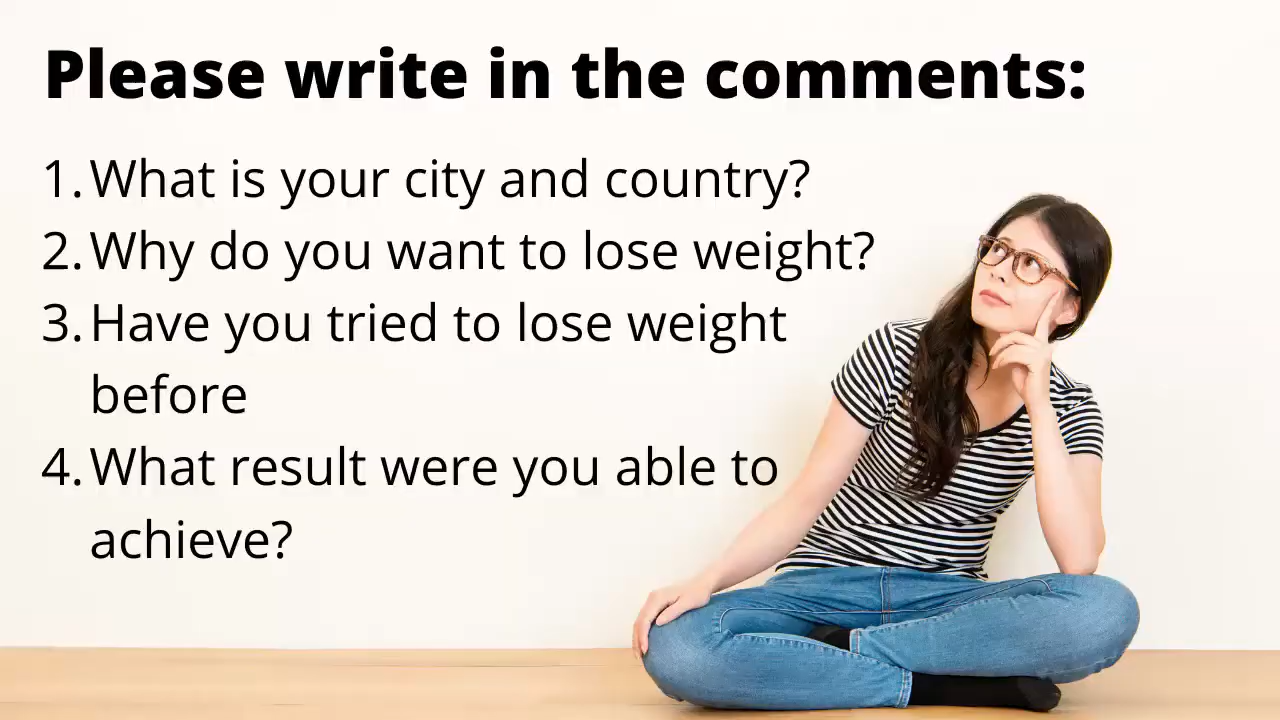 Please write in the comments:
1. What is your city and country?
2. Why do you want to lose weight?
3. Have you tried to lose weight
before
4. What result were you able to
achieve?